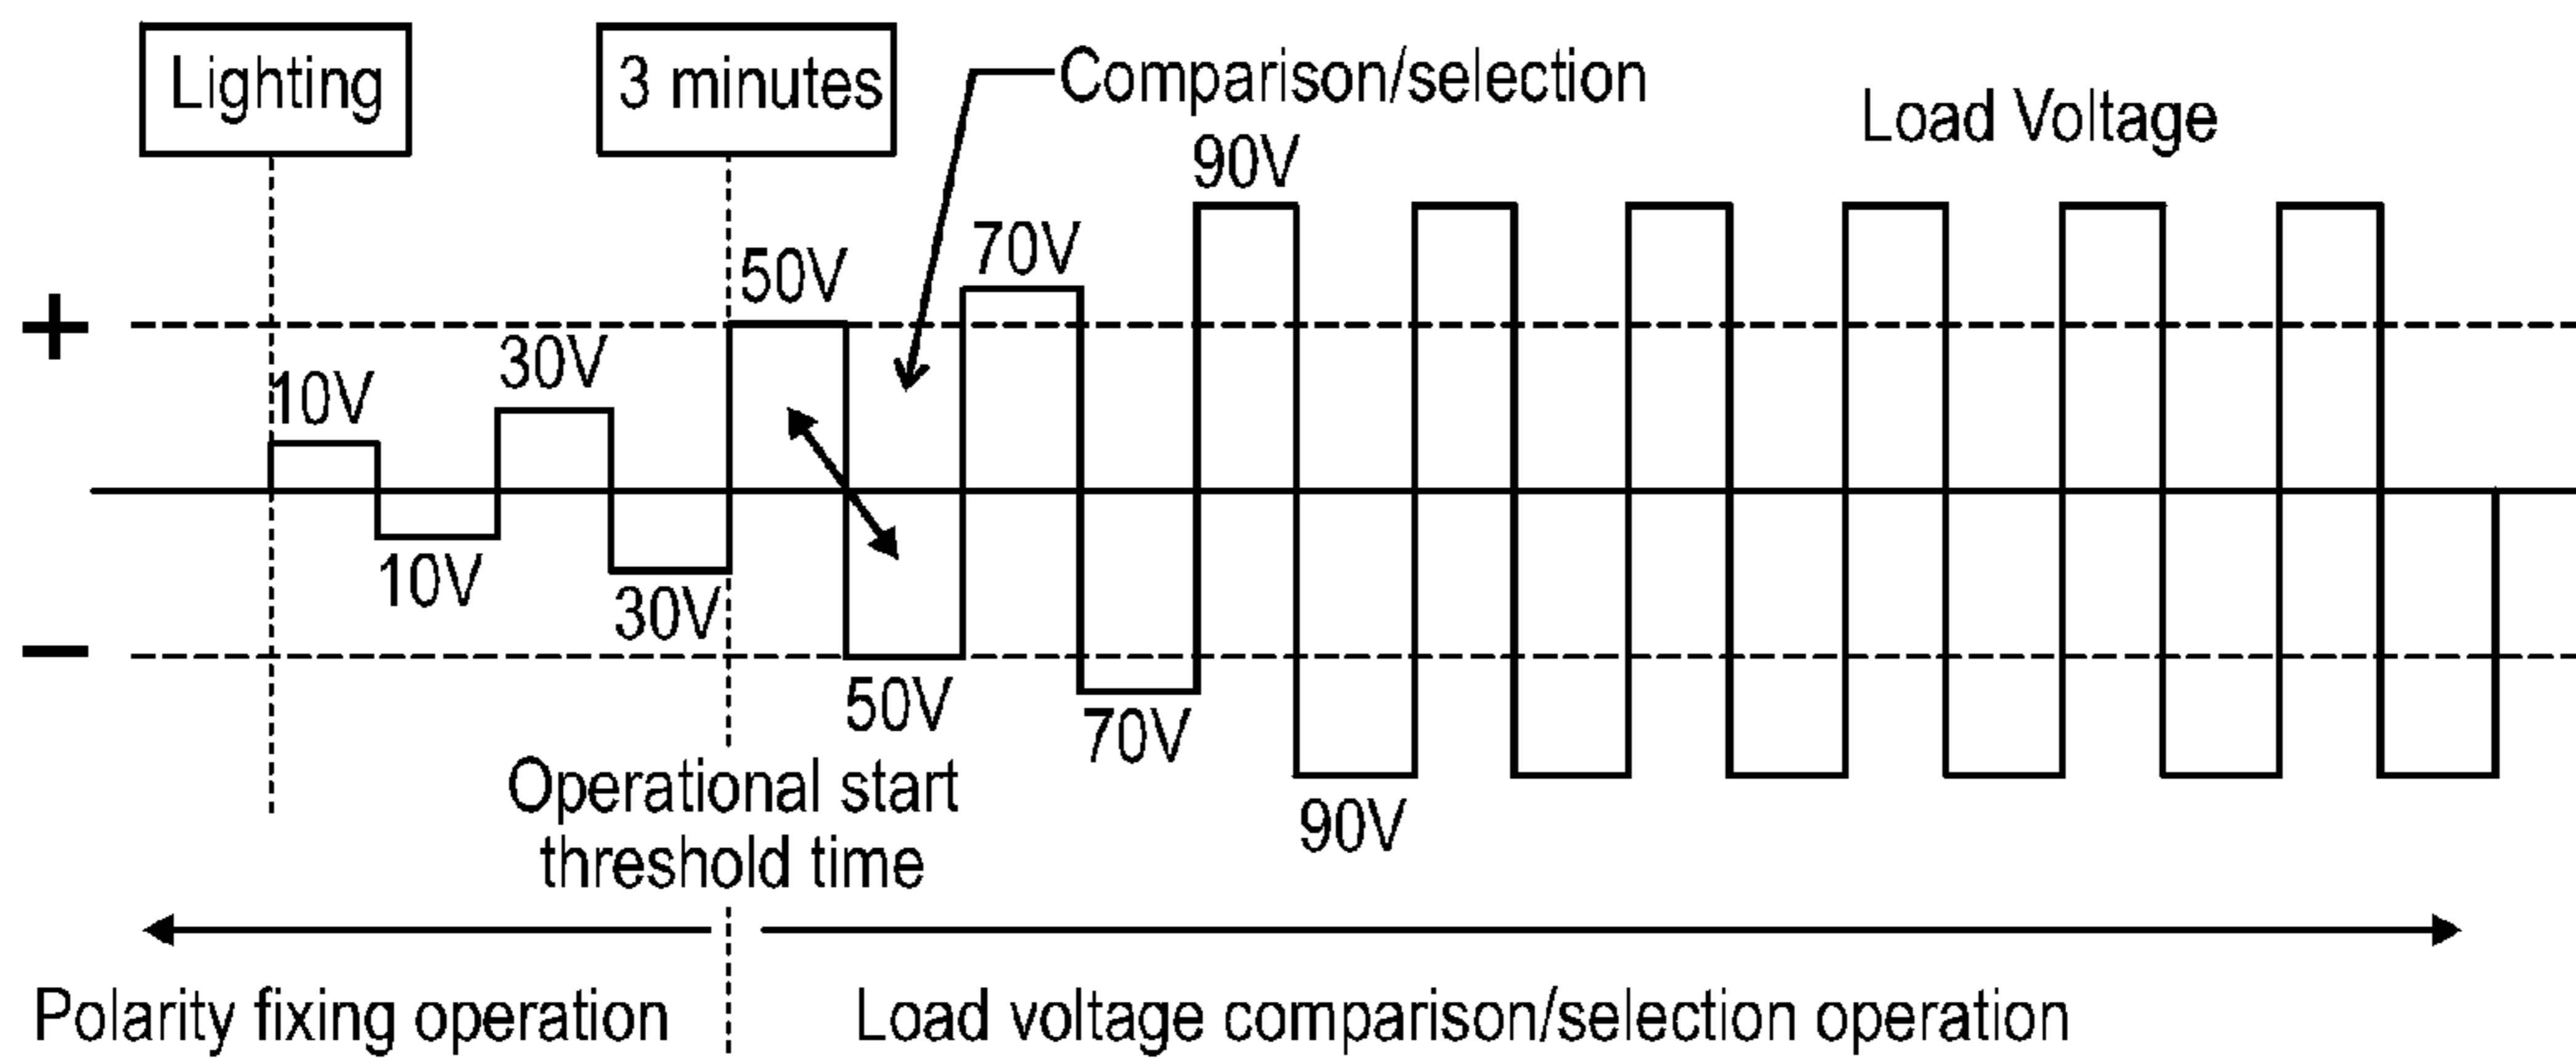 Lighting
3 minutes
Comparison/selection
Load Voltage
90V
70V
50V
+
30V
10V
10V
30V
−
50V
70V
90V
Operational start
threshold time
Polarity fixing operation
Load voltage comparison/selection operation